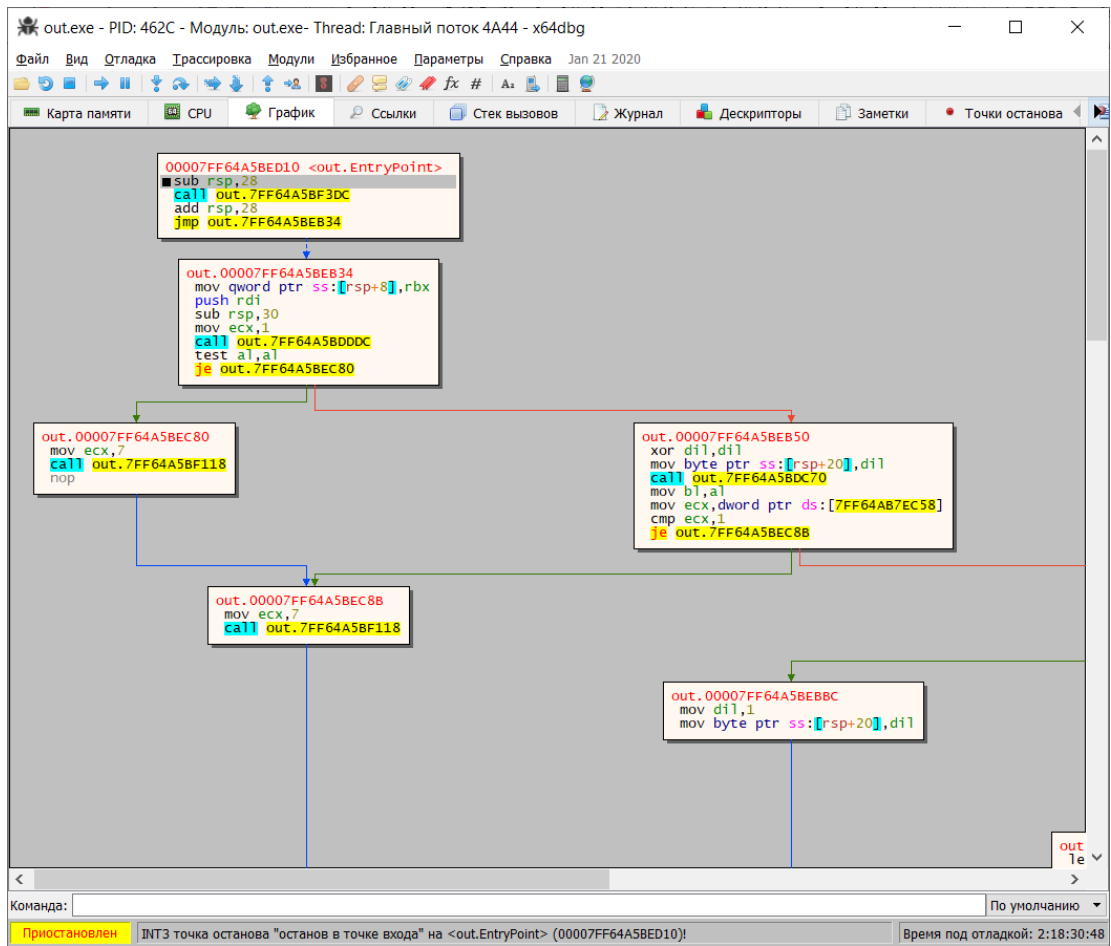 out.exe - PID: 462C - Модуль: out.exe- Thread: Главный поток 4A44 - x64dbg
Файл Вид Отладка Трассировка Модули Избранное Параметры Справка Jan 21 2020
Карта памяти CPU График Ссылки Стек вызовов Журнал Дескрипторы Заметки Точки останова
00007FF64A5BED10 <out.EntryPoint>
sub rsp,28
call out.7FF64A5BF3DC
add rsp,28
jmp out.7FF64A5BEB34
out.00007FF64A5BEB34
mov qword ptr ss:[rsp+8],rbx
push rdi
sub rsp,30
mov ecx,1
call out.7FF64A5BDDDC
test al,al
je out.7FF64A5BEC80
out.00007FF64A5BEC80
mov ecx,7
call out.7FF64A5BF118
nop
out.00007FF64A5BEB50
xor dil,dil
mov byte ptr ss:[rsp+20],dil
call out.7FF64A5BDC70
mov bl,al
mov ecx,dword ptr ds:[7FF64AB7EC58]
cmp ecx,1
je out.7FF64A5BEC8B
out.00007FF64A5BEC8B
mov ecx,7
call out.7FF64A5BF118
out.00007FF64A5BEBBC
mov dil,1
mov byte ptr ss:[rsp+20],dil
out
le
Команда: По умолчанию
Приостановлен INT3 точка останова "останов в точке входа" на <out.EntryPoint> (00007FF64A5BED10)! Время под отладкой: 2:18:30:48